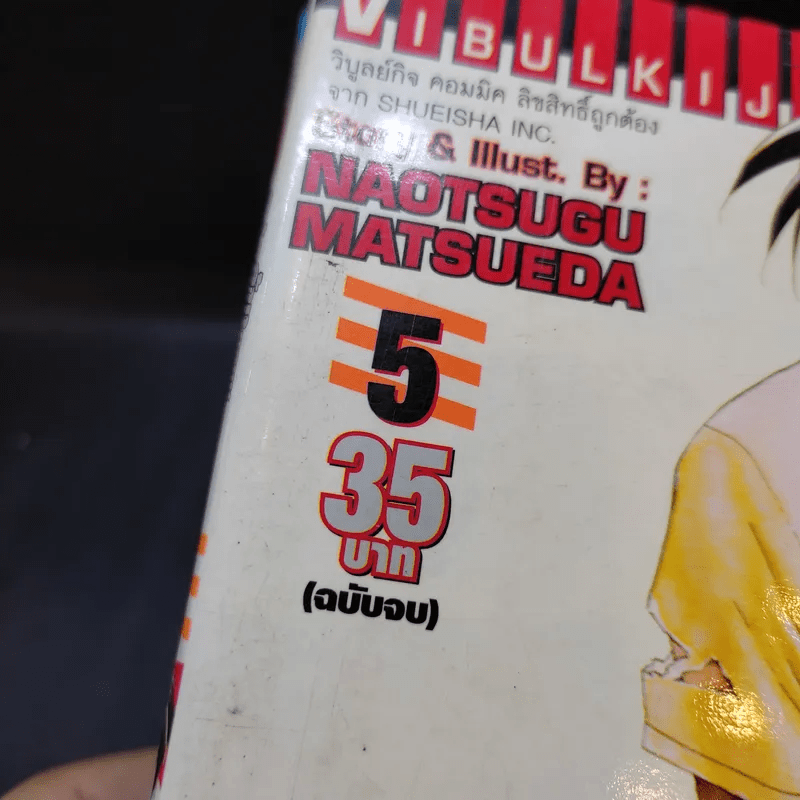 VIBULKIJ
วิบูลย์กิจ คอมมิค ลิขสิทธิ์ถูกต้อง
จาก SHUEISHA INC.
Story & Illust. By :
NAOTSUGU
MATSUEDA
5
35
บาท
(ฉบับจบ)